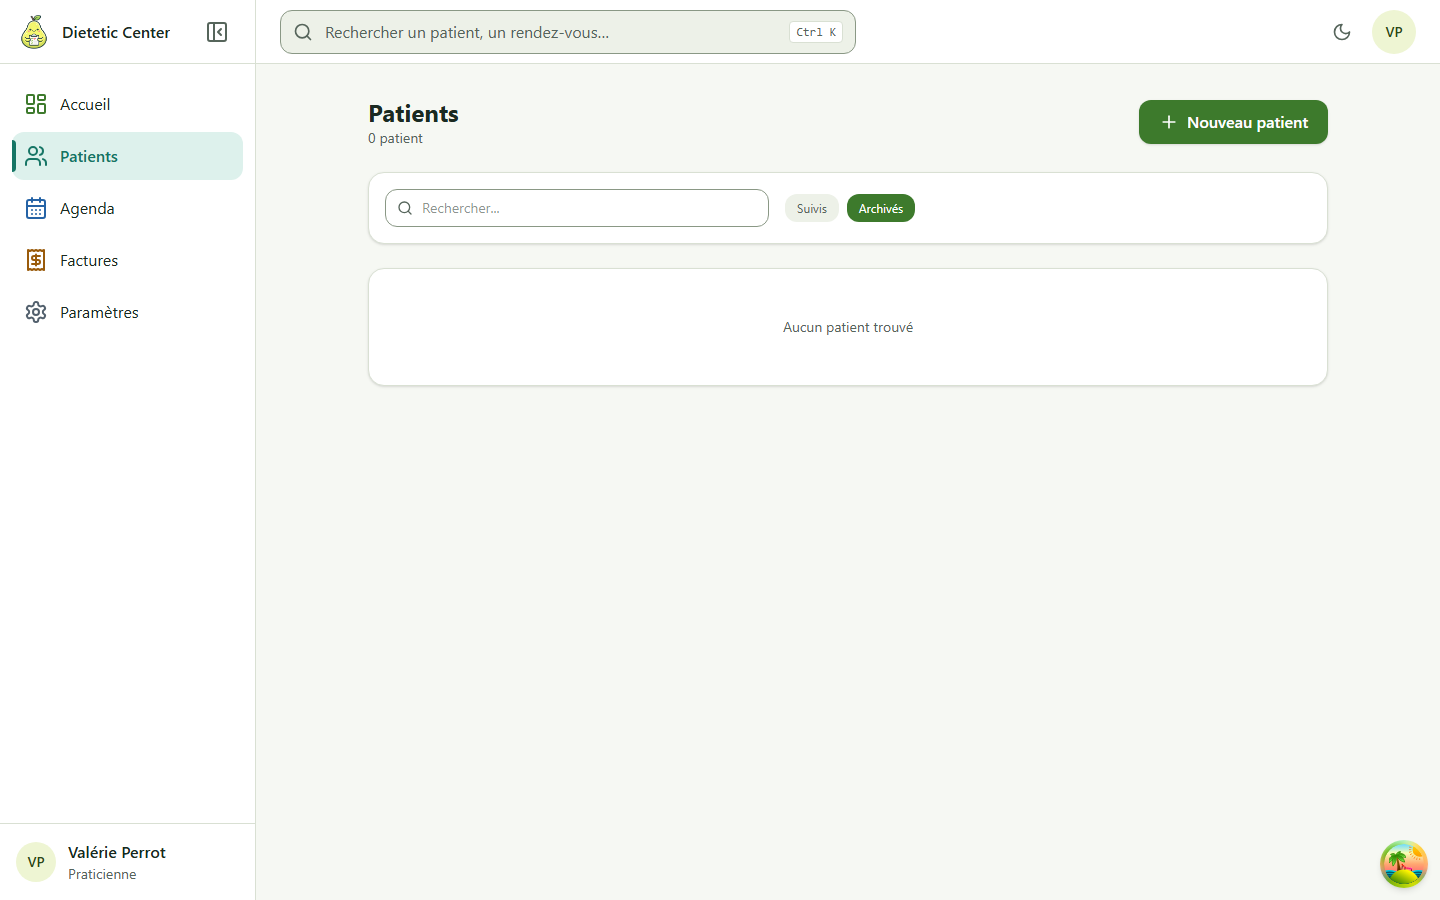 Dietetic Center
Rechercher un patient, un rendez-vous...
Ctrl K
VP
Accueil
Patients
Agenda
Factures
Paramètres
Patients
0 patient
Nouveau patient
Rechercher...
Suivis
Archivés
Aucun patient trouvé
VP
Valérie Perrot
Praticienne